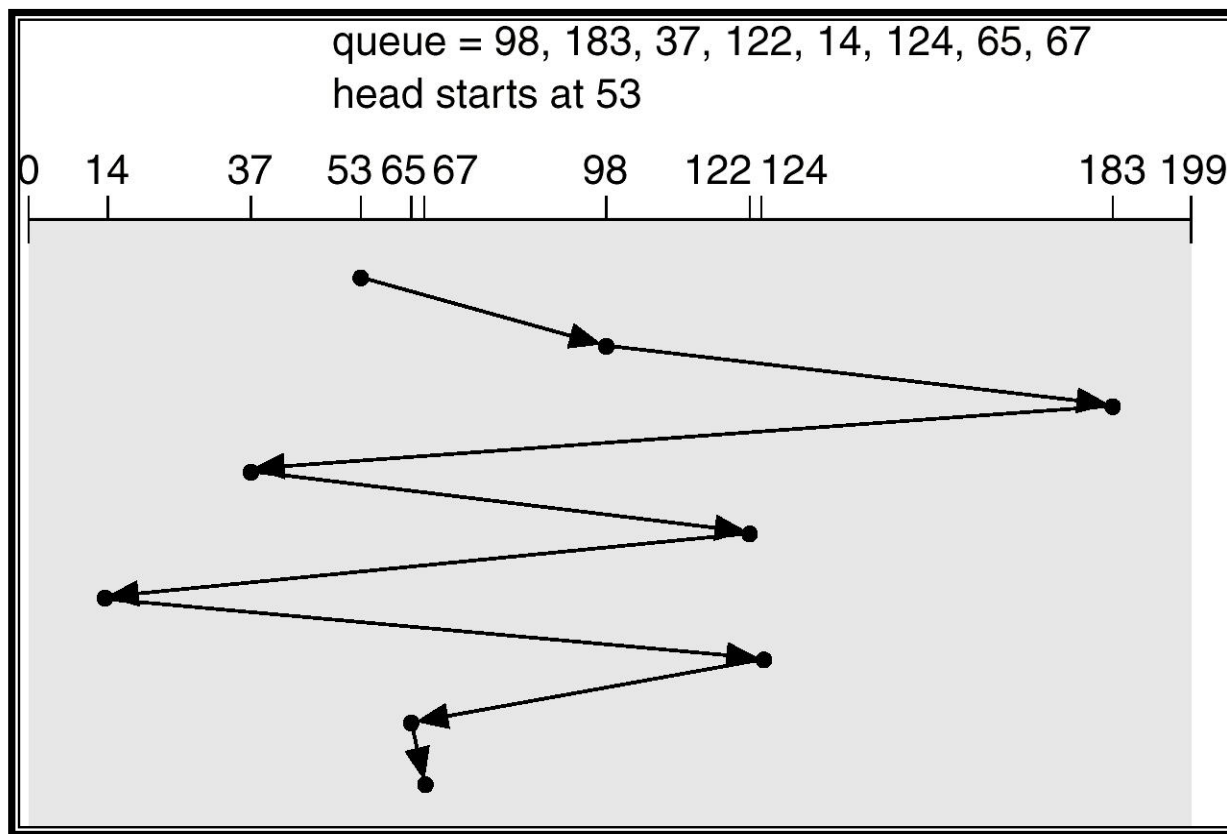 queue = 98, 183, 37, 122, 14, 124, 65, 67
head starts at 53
0 14 37 53 65 67 98 122 124 183 199